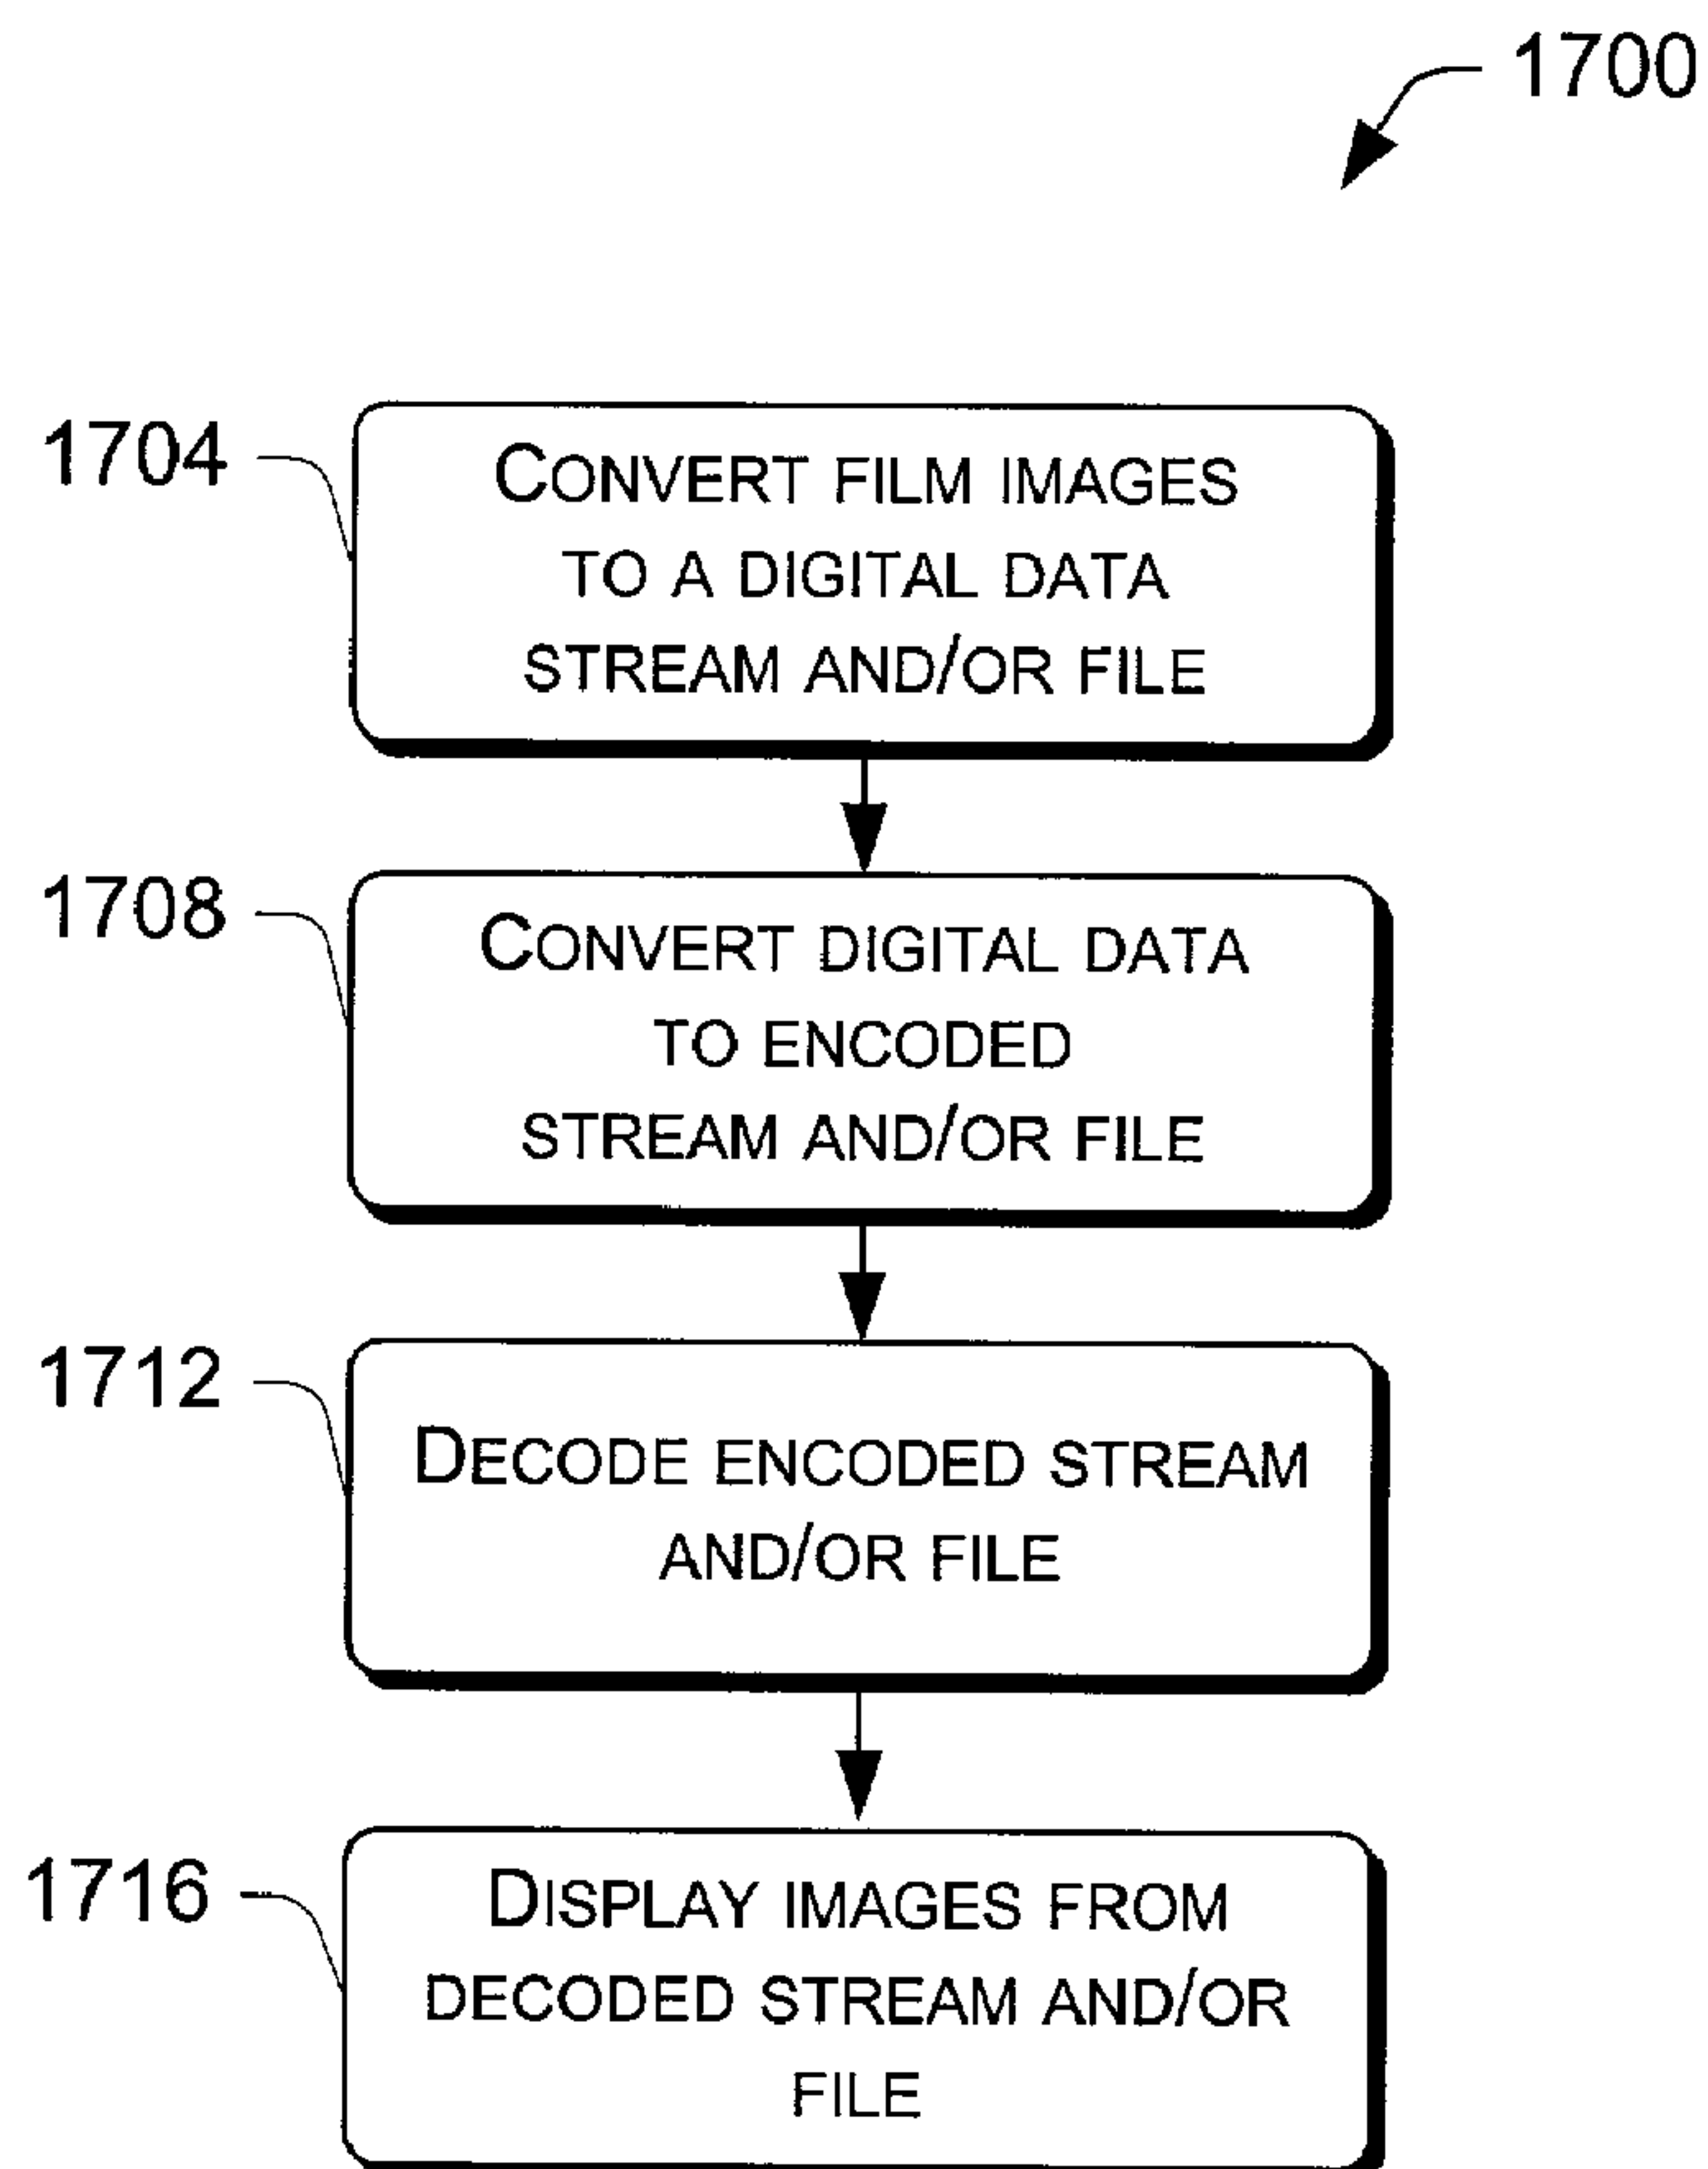 1700
1704
CONVERT FILM IMAGES
TO A DIGITAL DATA
STREAM AND/OR FILE
1708
CONVERT DIGITAL DATA
TO ENCODED
STREAM AND/OR FILE
1712
DECODE ENCODED STREAM
AND/OR FILE
1716
DISPLAY IMAGES FROM
DECODED STREAM AND/OR
FILE